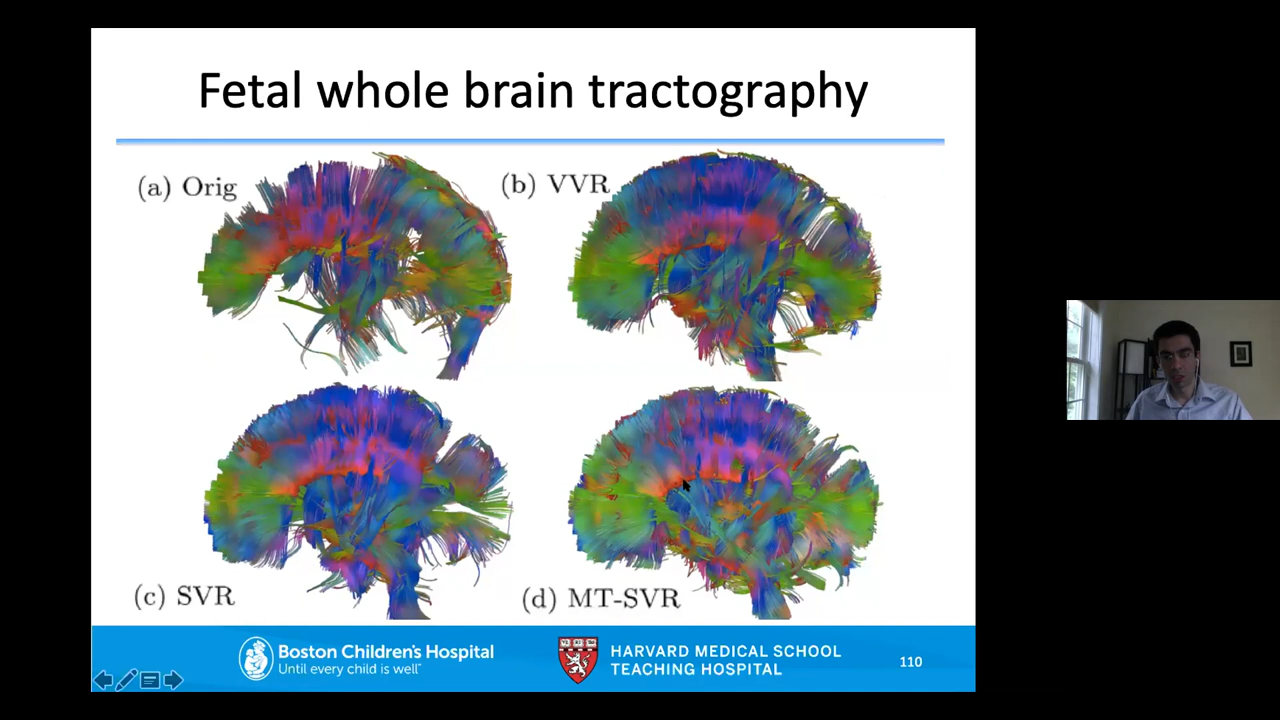 Fetal whole brain tractography
(a) Orig
(b) VVR
(c) SVR
(d) MT-SVR
Boston Children's Hospital
Until every child is well™
HARVARD MEDICAL SCHOOL
TEACHING HOSPITAL
110